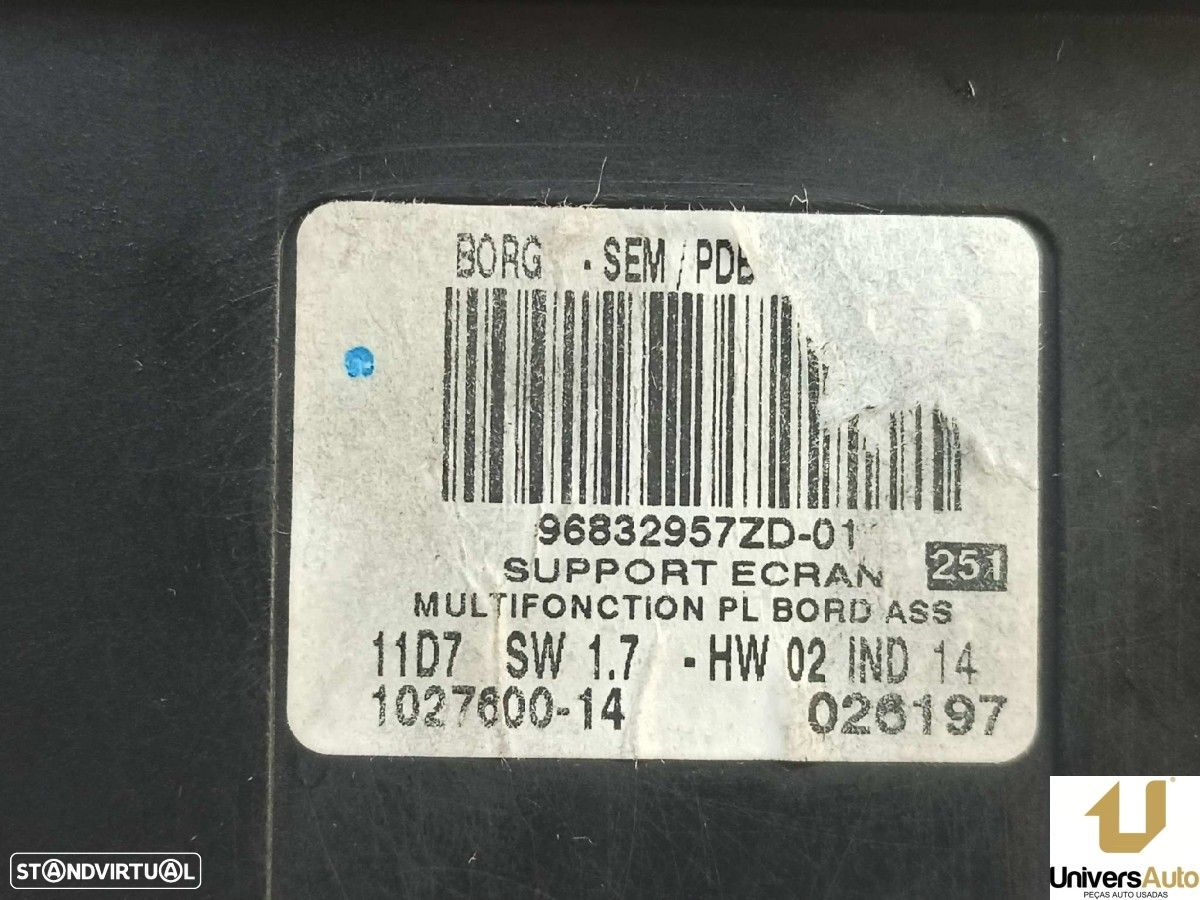 BORG - SEM / PDB
96832957ZD-01
SUPPORT ECRAN 251
MULTIFONCTION PL BORD ASS
11D7 SW 1.7 - HW 02 IND 14
1027600-14 026197
STANDVIRTUAL
UniversAuto
PEÇAS AUTO USADAS